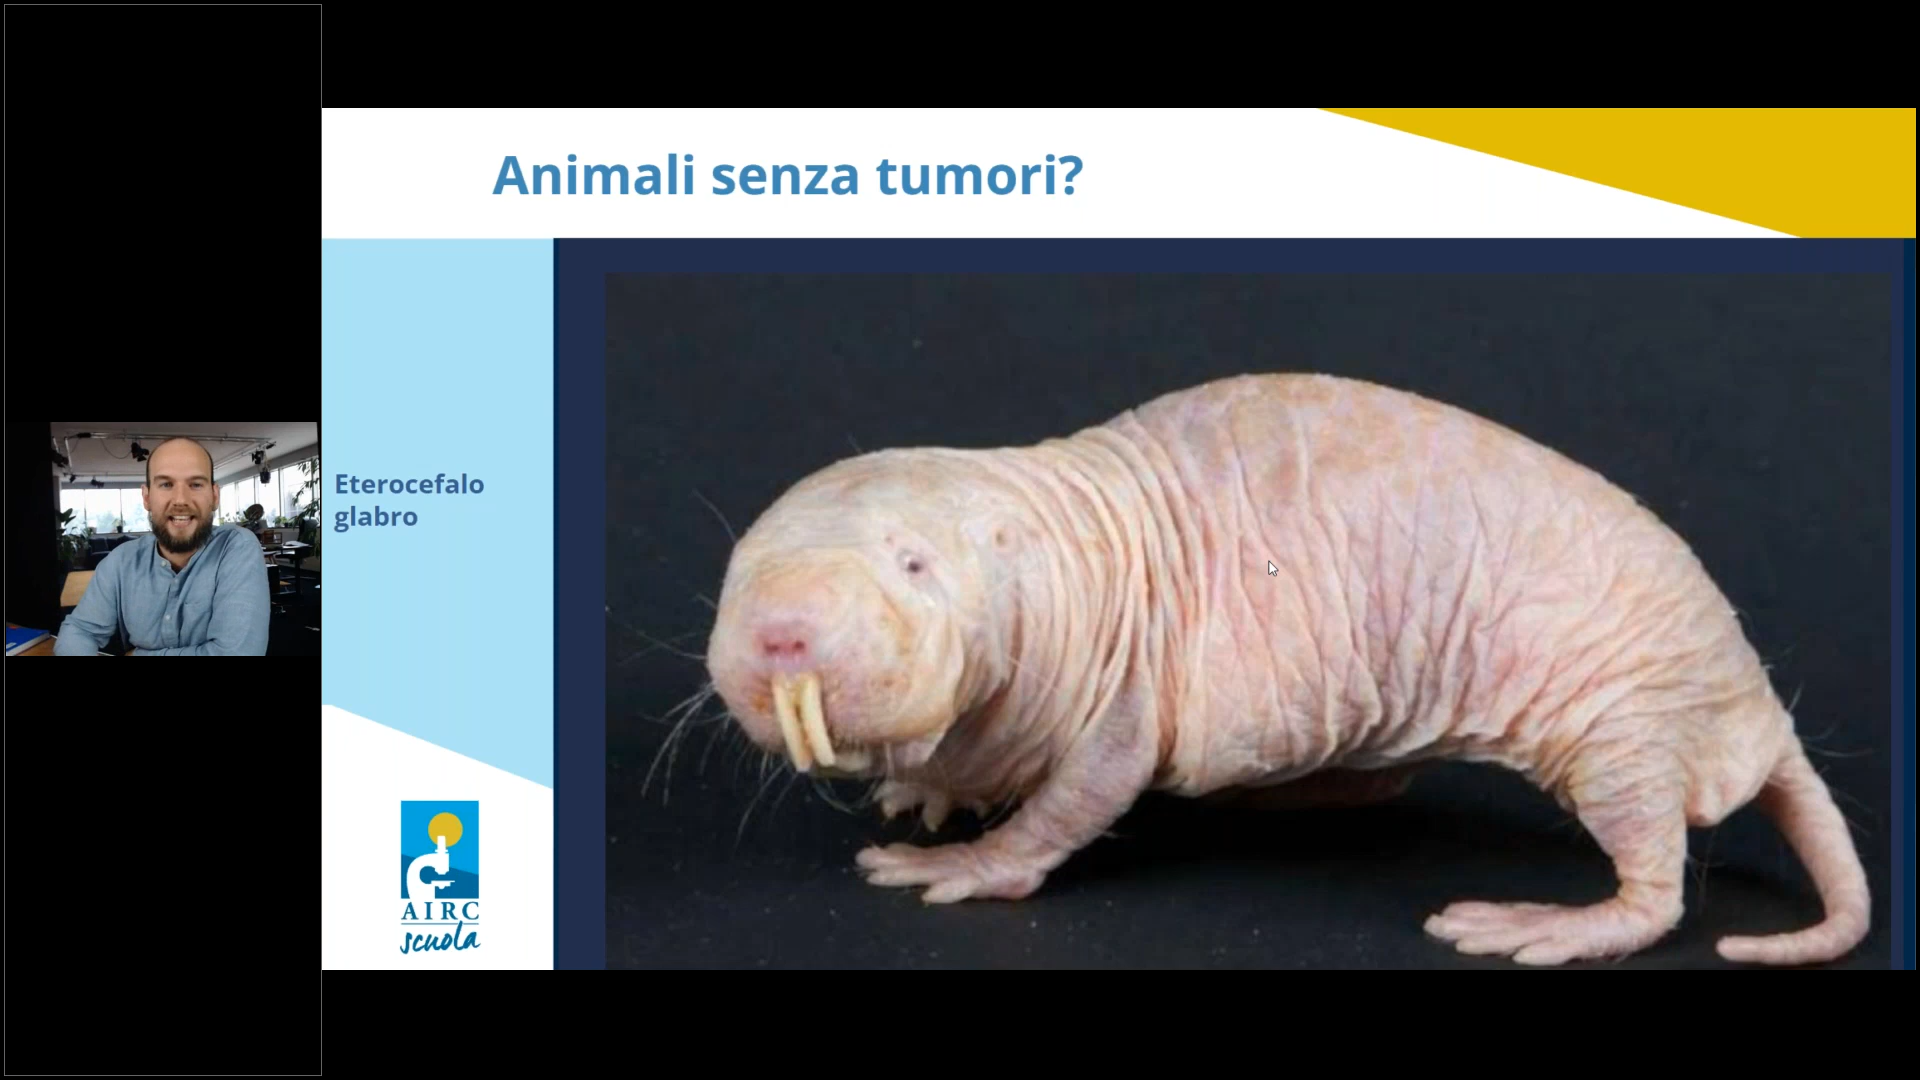 Animali senza tumori?
Eterocefalo
glabro
AIRC
scuola